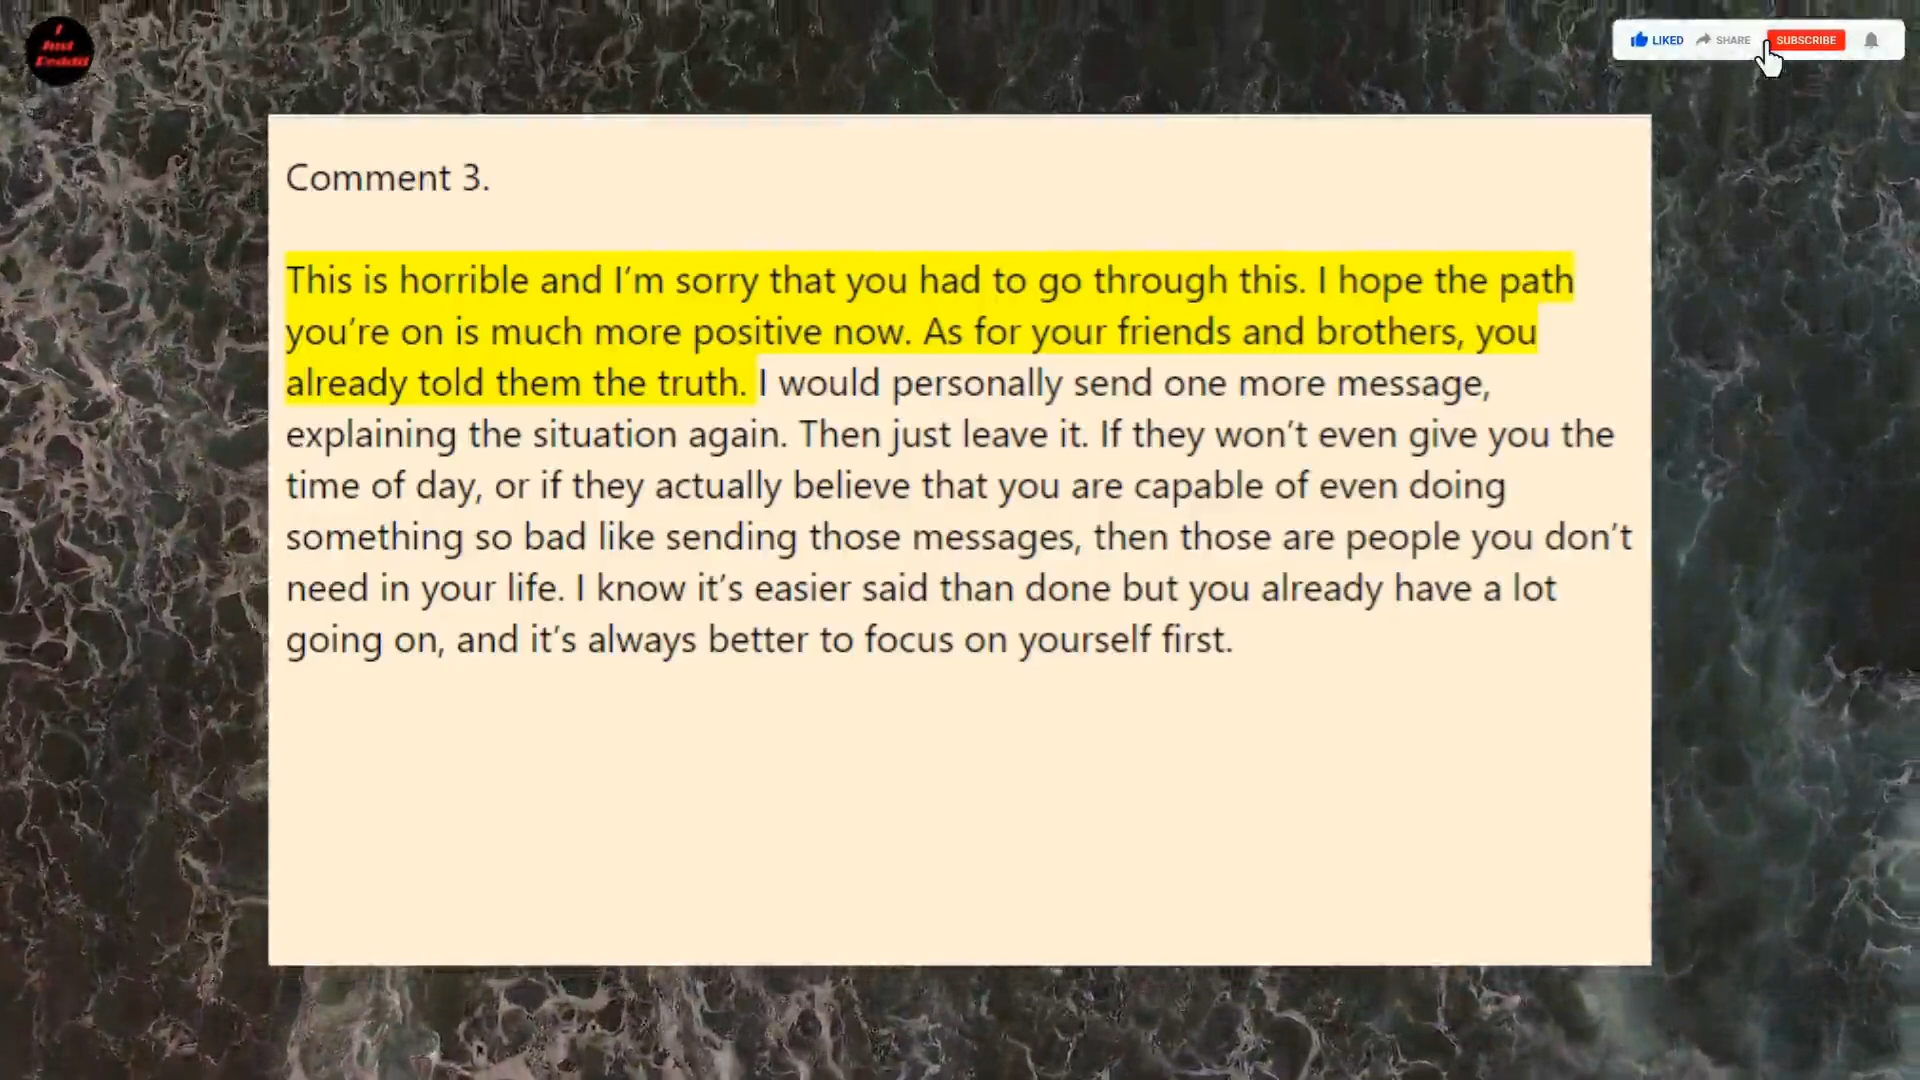 I
Just
Reddit
LIKED SHARE SUBSCRIBE
Comment 3.
This is horrible and I’m sorry that you had to go through this. I hope the path
you’re on is much more positive now. As for your friends and brothers, you
already told them the truth. I would personally send one more message,
explaining the situation again. Then just leave it. If they won’t even give you the
time of day, or if they actually believe that you are capable of even doing
something so bad like sending those messages, then those are people you don’t
need in your life. I know it’s easier said than done but you already have a lot
going on, and it’s always better to focus on yourself first.